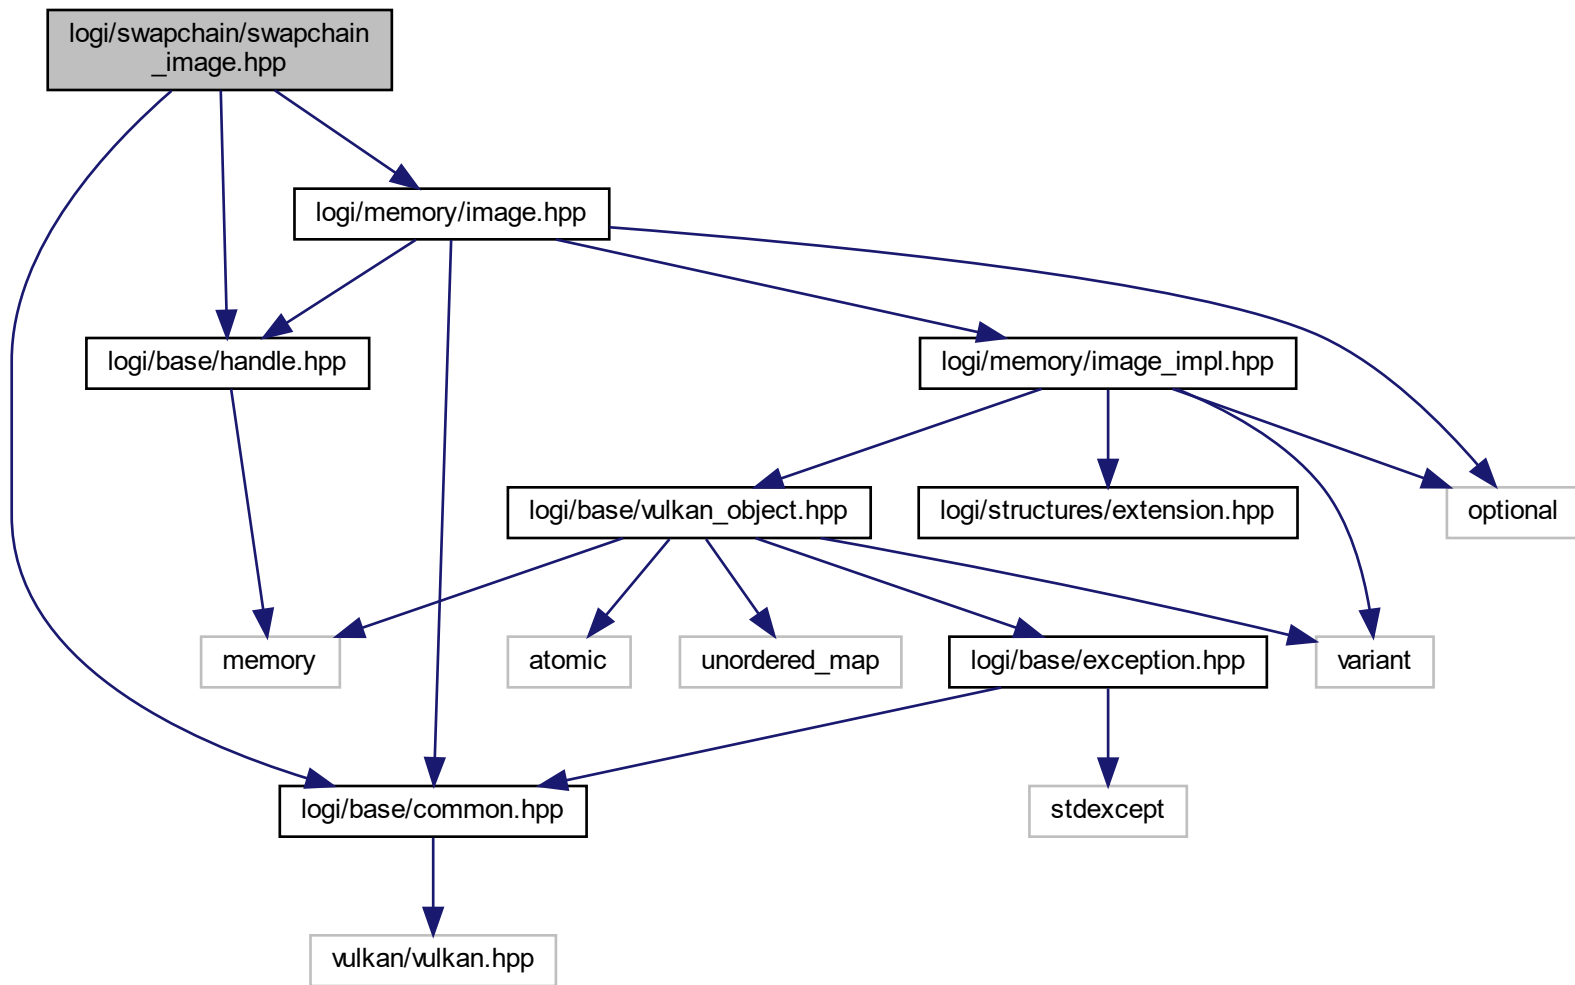 logi/swapchain/swapchain
_image.hpp
logi/memory/image.hpp
logi/base/handle.hpp
logi/memory/image_impl.hpp
logi/base/vulkan_object.hpp
logi/structures/extension.hpp
optional
memory
atomic
unordered_map
logi/base/exception.hpp
variant
logi/base/common.hpp
stdexcept
vulkan/vulkan.hpp